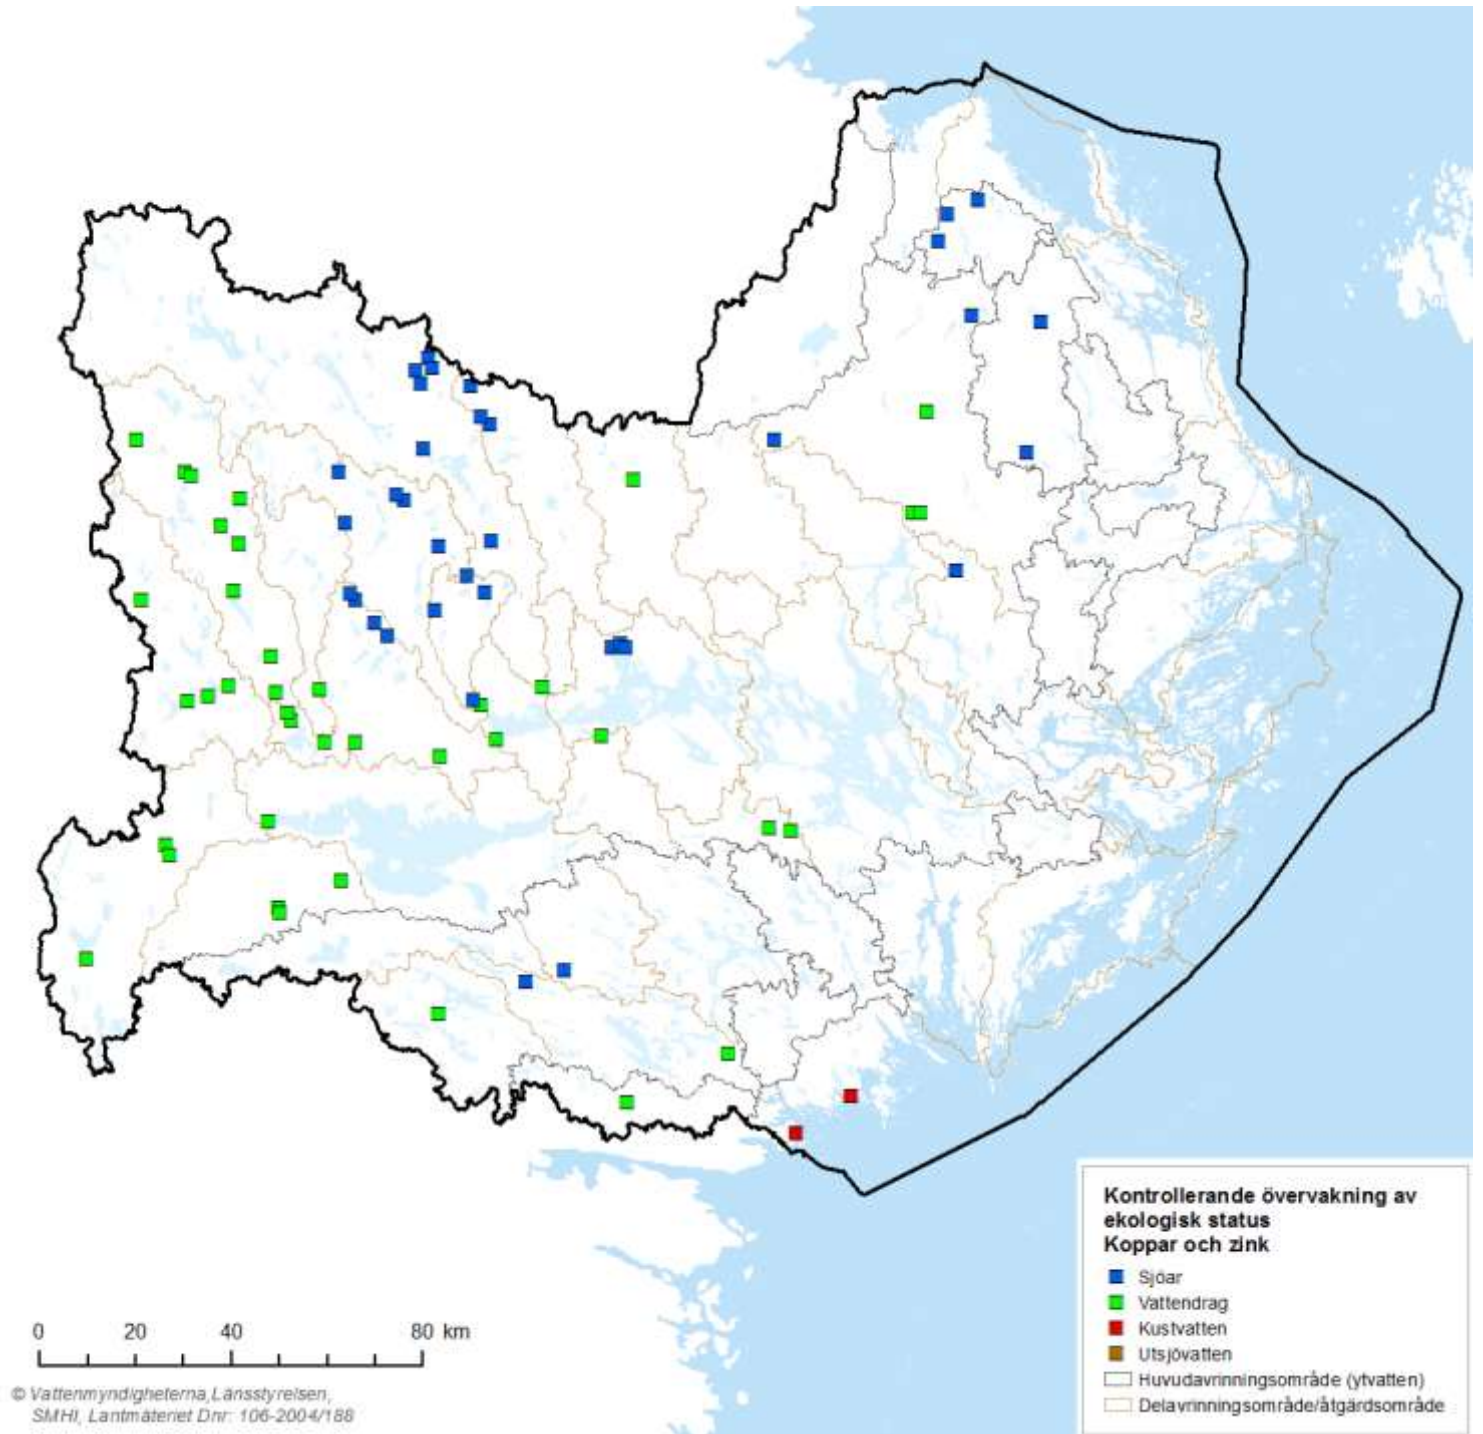 Kontrollerande övervakning av
ekologisk status
Koppar och zink
Sjöar
Vattendrag
Kustvatten
Utsjövatten
Huvudavrinningsområde (ytvatten)
Delavrinningsområde/åtgärdsområde
0 20 40 80 km
© Vattenmyndigheterna,Länsstyrelsen,
SMHI, Lantmäteriet Dnr: 106-2004/188